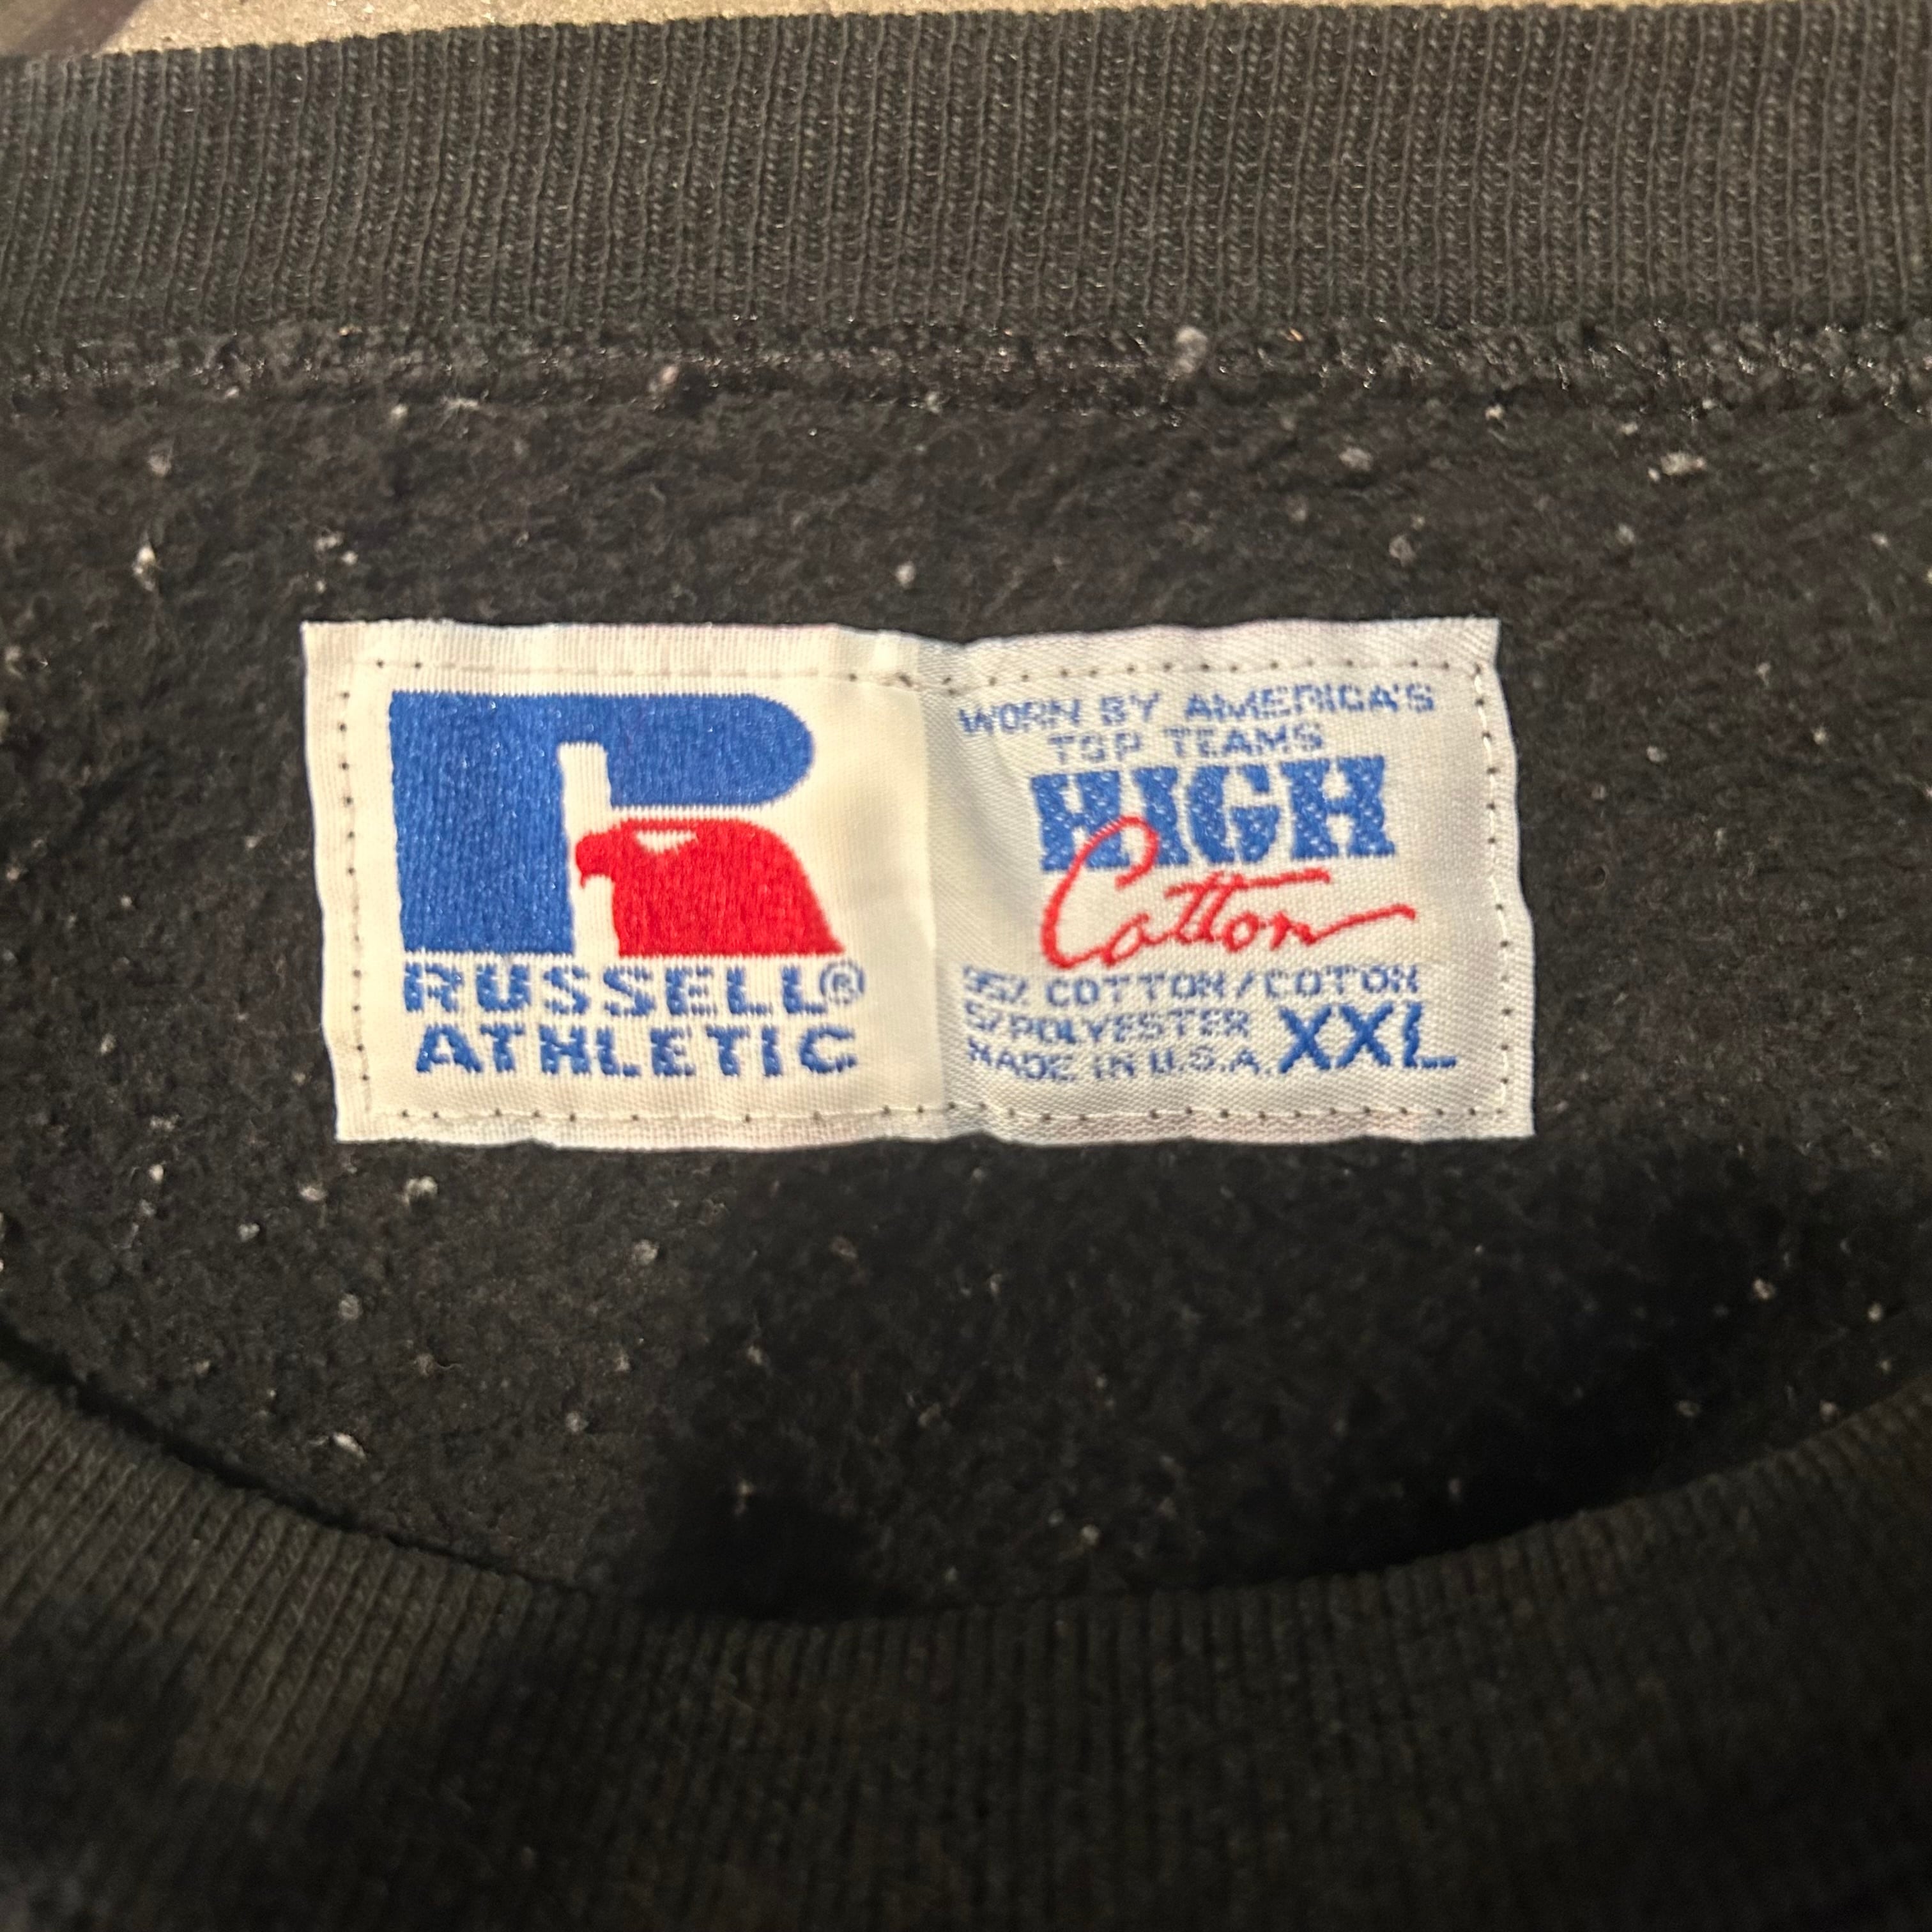 RUSSELL®
ATHLETIC
WORN BY AMERICA'S
TOP TEAMS
HIGH
Cotton
95% COTTON/COTON
5%POLYESTER
MADE IN U.S.A.
XXL